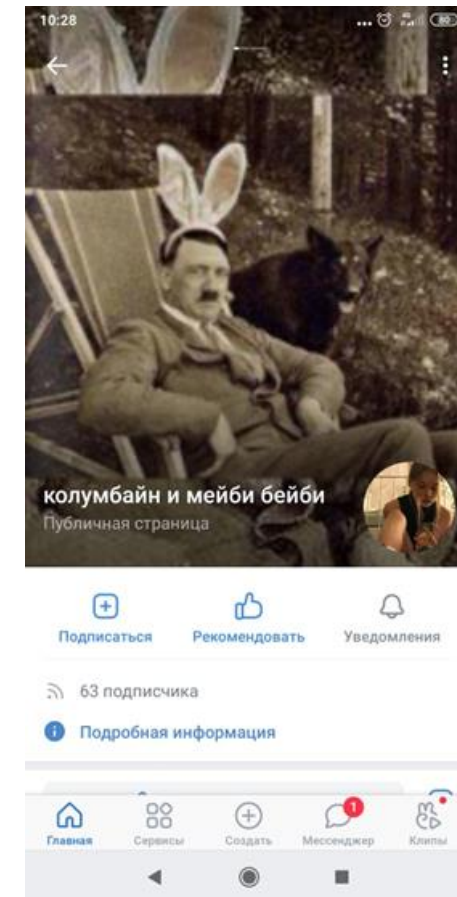 10:28
колумбайн и мейби бейби
Публичная страница
Подписаться
Рекомендовать
Уведомления
63 подписчика
Подробная информация
1
Главная
Сервисы
Создать
Мессенджер
Клипы